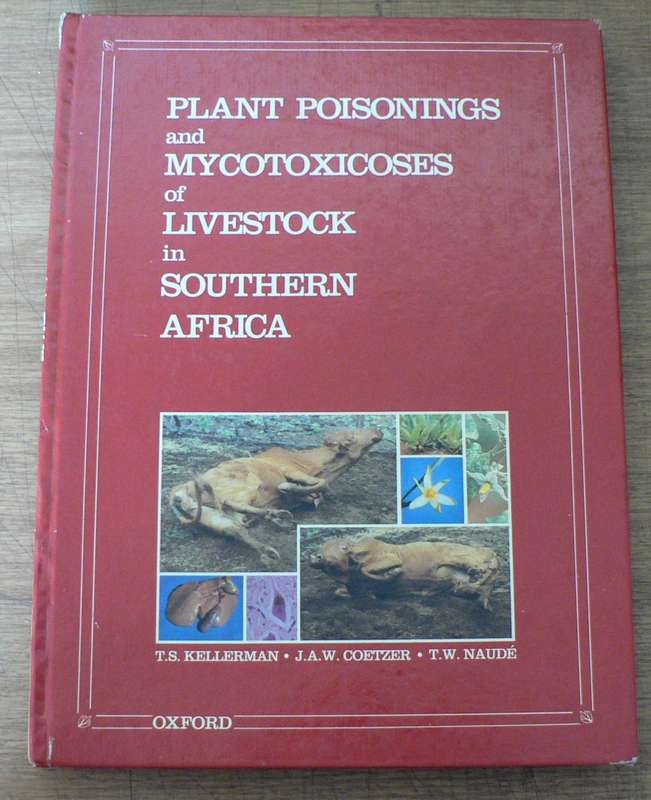 PLANT POISONINGS
and
MYCOTOXICOSES
of
LIVESTOCK
in
SOUTHERN
AFRICA
T.S. KELLERMAN • J.A.W. COETZER • T.W. NAUDÉ
OXFORD